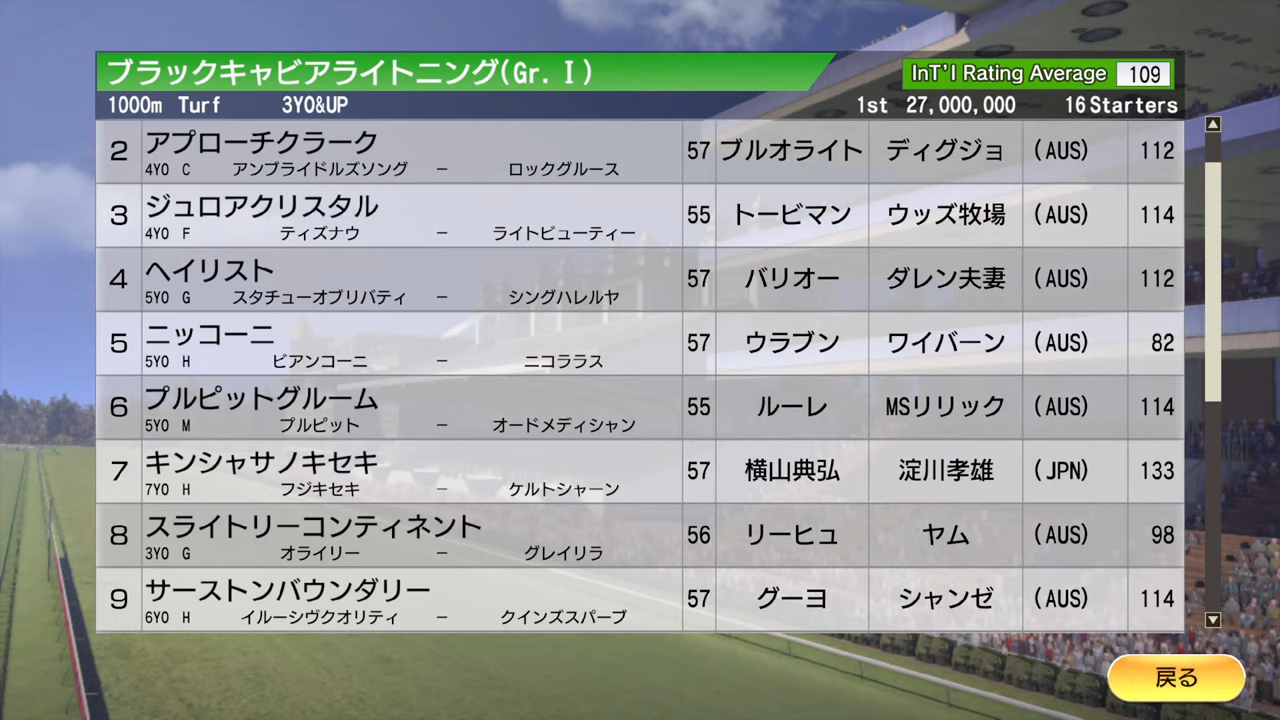 ブラックキャビアライトニング(Gr.Ⅰ) InT'l Rating Average 109
1000m Turf 3YO&UP 1st 27,000,000 16Starters
2 アプローチクラーク 57 ブルオライト ディグジョ (AUS) 112
4YO C アンブライドルズソング － ロックグルース
3 ジュロアクリスタル 55 トービマン ウッズ牧場 (AUS) 114
4YO F ティズナウ － ライトビューティー
4 ヘイリスト 57 バリオー ダレン夫妻 (AUS) 112
5YO G スタチューオブリバティ － シングハレルヤ
5 ニッコーニ 57 ウラブン ワイバーン (AUS) 82
5YO H ビアンコーニ － ニコララス
6 プルピットグルーム 55 ルーレ MSリリック (AUS) 114
5YO M プルピット － オードメディシャン
7 キンシャサノキセキ 57 横山典弘 淀川孝雄 (JPN) 133
7YO H フジキセキ － ケルトシャーン
8 スライトリーコンティネント 56 リーヒュ ヤム (AUS) 98
3YO G オライリー － グレイリラ
9 サーストンバウンダリー 57 グーヨ シャンゼ (AUS) 114
6YO H イルーシヴクオリティ － クインズスパーブ
戻る